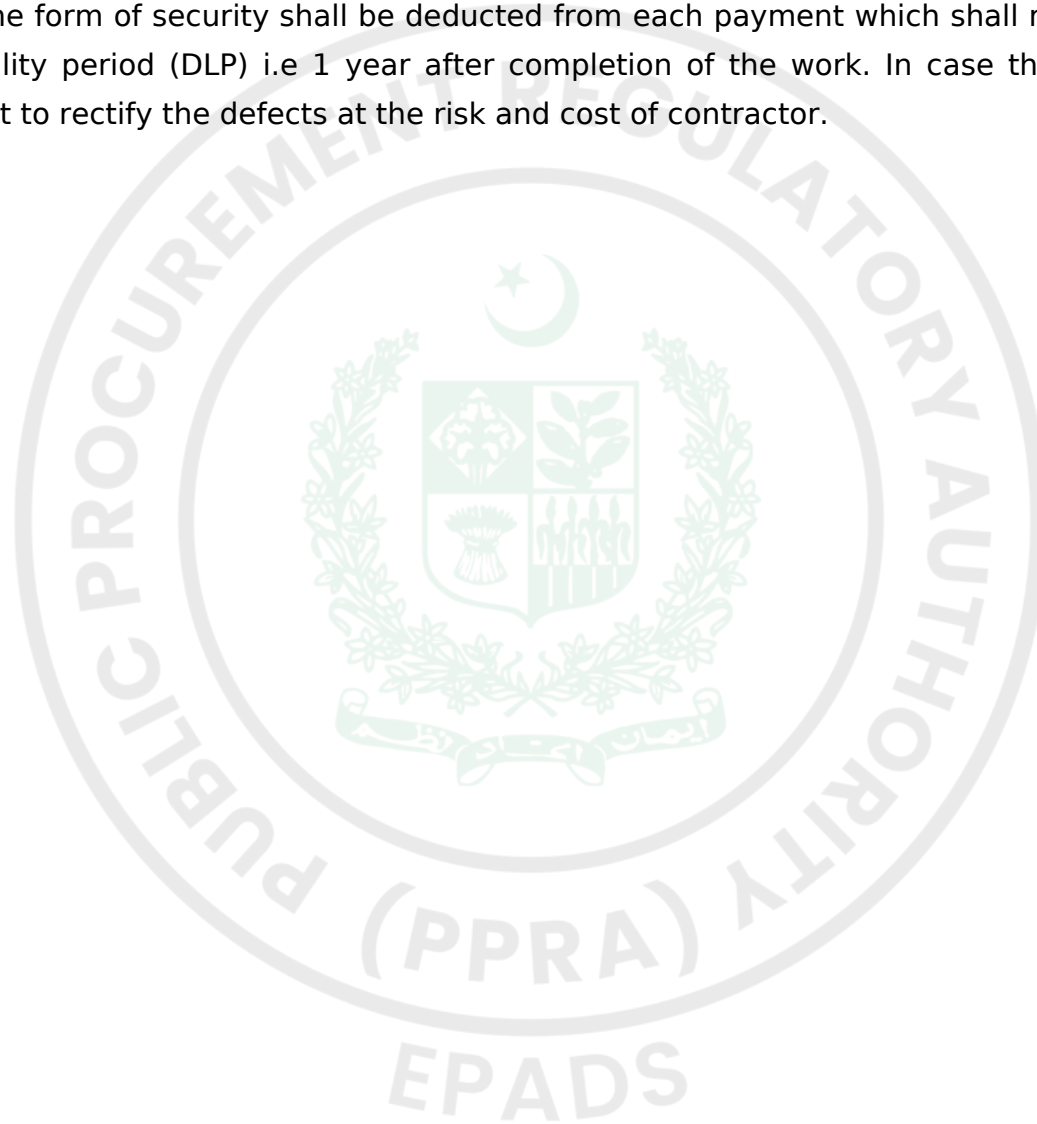 ne form of security shall be deducted from each payment which shall r
lity period (DLP) i.e 1 year after completion of the work. In case th
t to rectify the defects at the risk and cost of contractor.
PUBLIC PROCUREMENT REGULATORY AUTHORITY
(PPRA)
EPADS